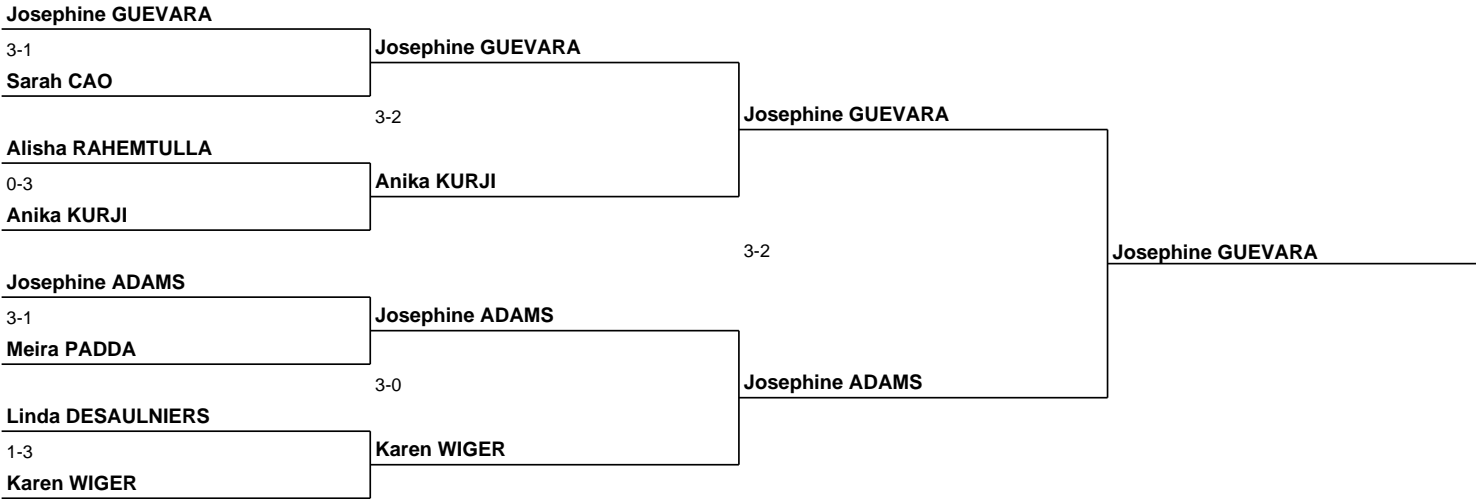 Josephine GUEVARA
3-1
Josephine GUEVARA
Sarah CAO
3-2
Josephine GUEVARA
Alisha RAHEMTULLA
0-3
Anika KURJI
Anika KURJI
3-2
Josephine GUEVARA
Josephine ADAMS
3-1
Josephine ADAMS
Meira PADDA
3-0
Josephine ADAMS
Linda DESAULNIERS
1-3
Karen WIGER
Karen WIGER